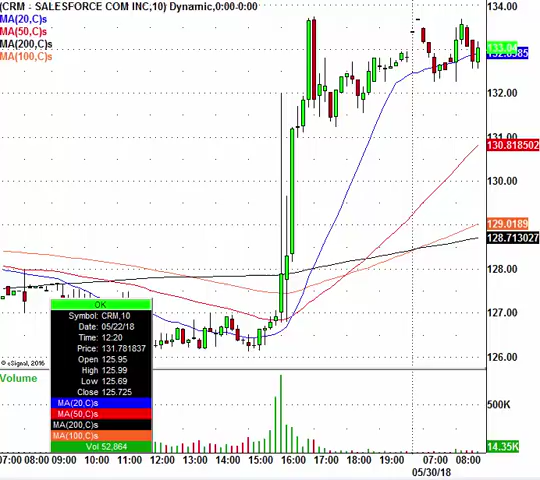 (CRM - SALESFORCE COM INC,10) Dynamic,0:00-0:00
MA(20,C)s
MA(50,C)s
MA(200,C)s
MA(100,C)s
134.00
133.04
132.00
131.00
130.818502
130.00
129.0189
128.713027
128.00
127.00
126.00
OK
Symbol: CRM,10
Date: 05/22/18
Time: 12:20
Price: 131.781837
Open 125.95
High 125.99
Low 125.69
Close 125.725
MA(20,C)s
MA(50,C)s
MA(200,C)s
MA(100,C)s
Vol 52,864
© eSignal, 2016
Volume
500K
14.35K
07:00 08:00 09:00 10:00 11:00 12:00 13:00 14:00 15:00 16:00 17:00 18:00 19:00 07:00 08:00
05/30/18